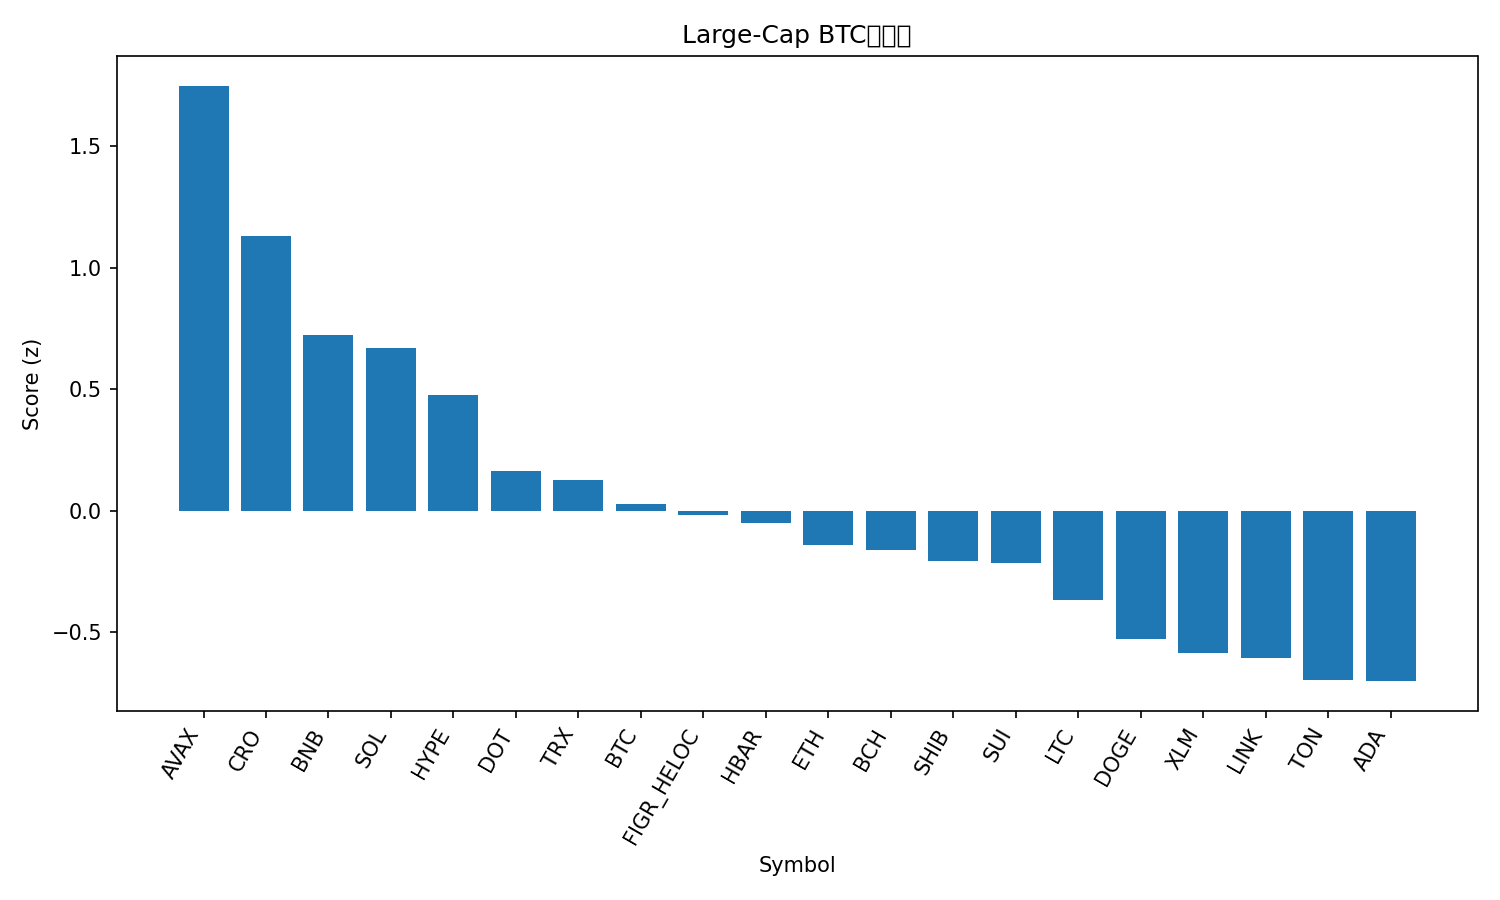 Large-Cap BTC
Score (z)
1.5
1.0
0.5
0.0
−0.5
AVAX
CRO
BNB
SOL
HYPE
DOT
TRX
BTC
FIGR_HELOC
HBAR
ETH
BCH
SHIB
SUI
LTC
DOGE
XLM
LINK
TON
ADA
Symbol